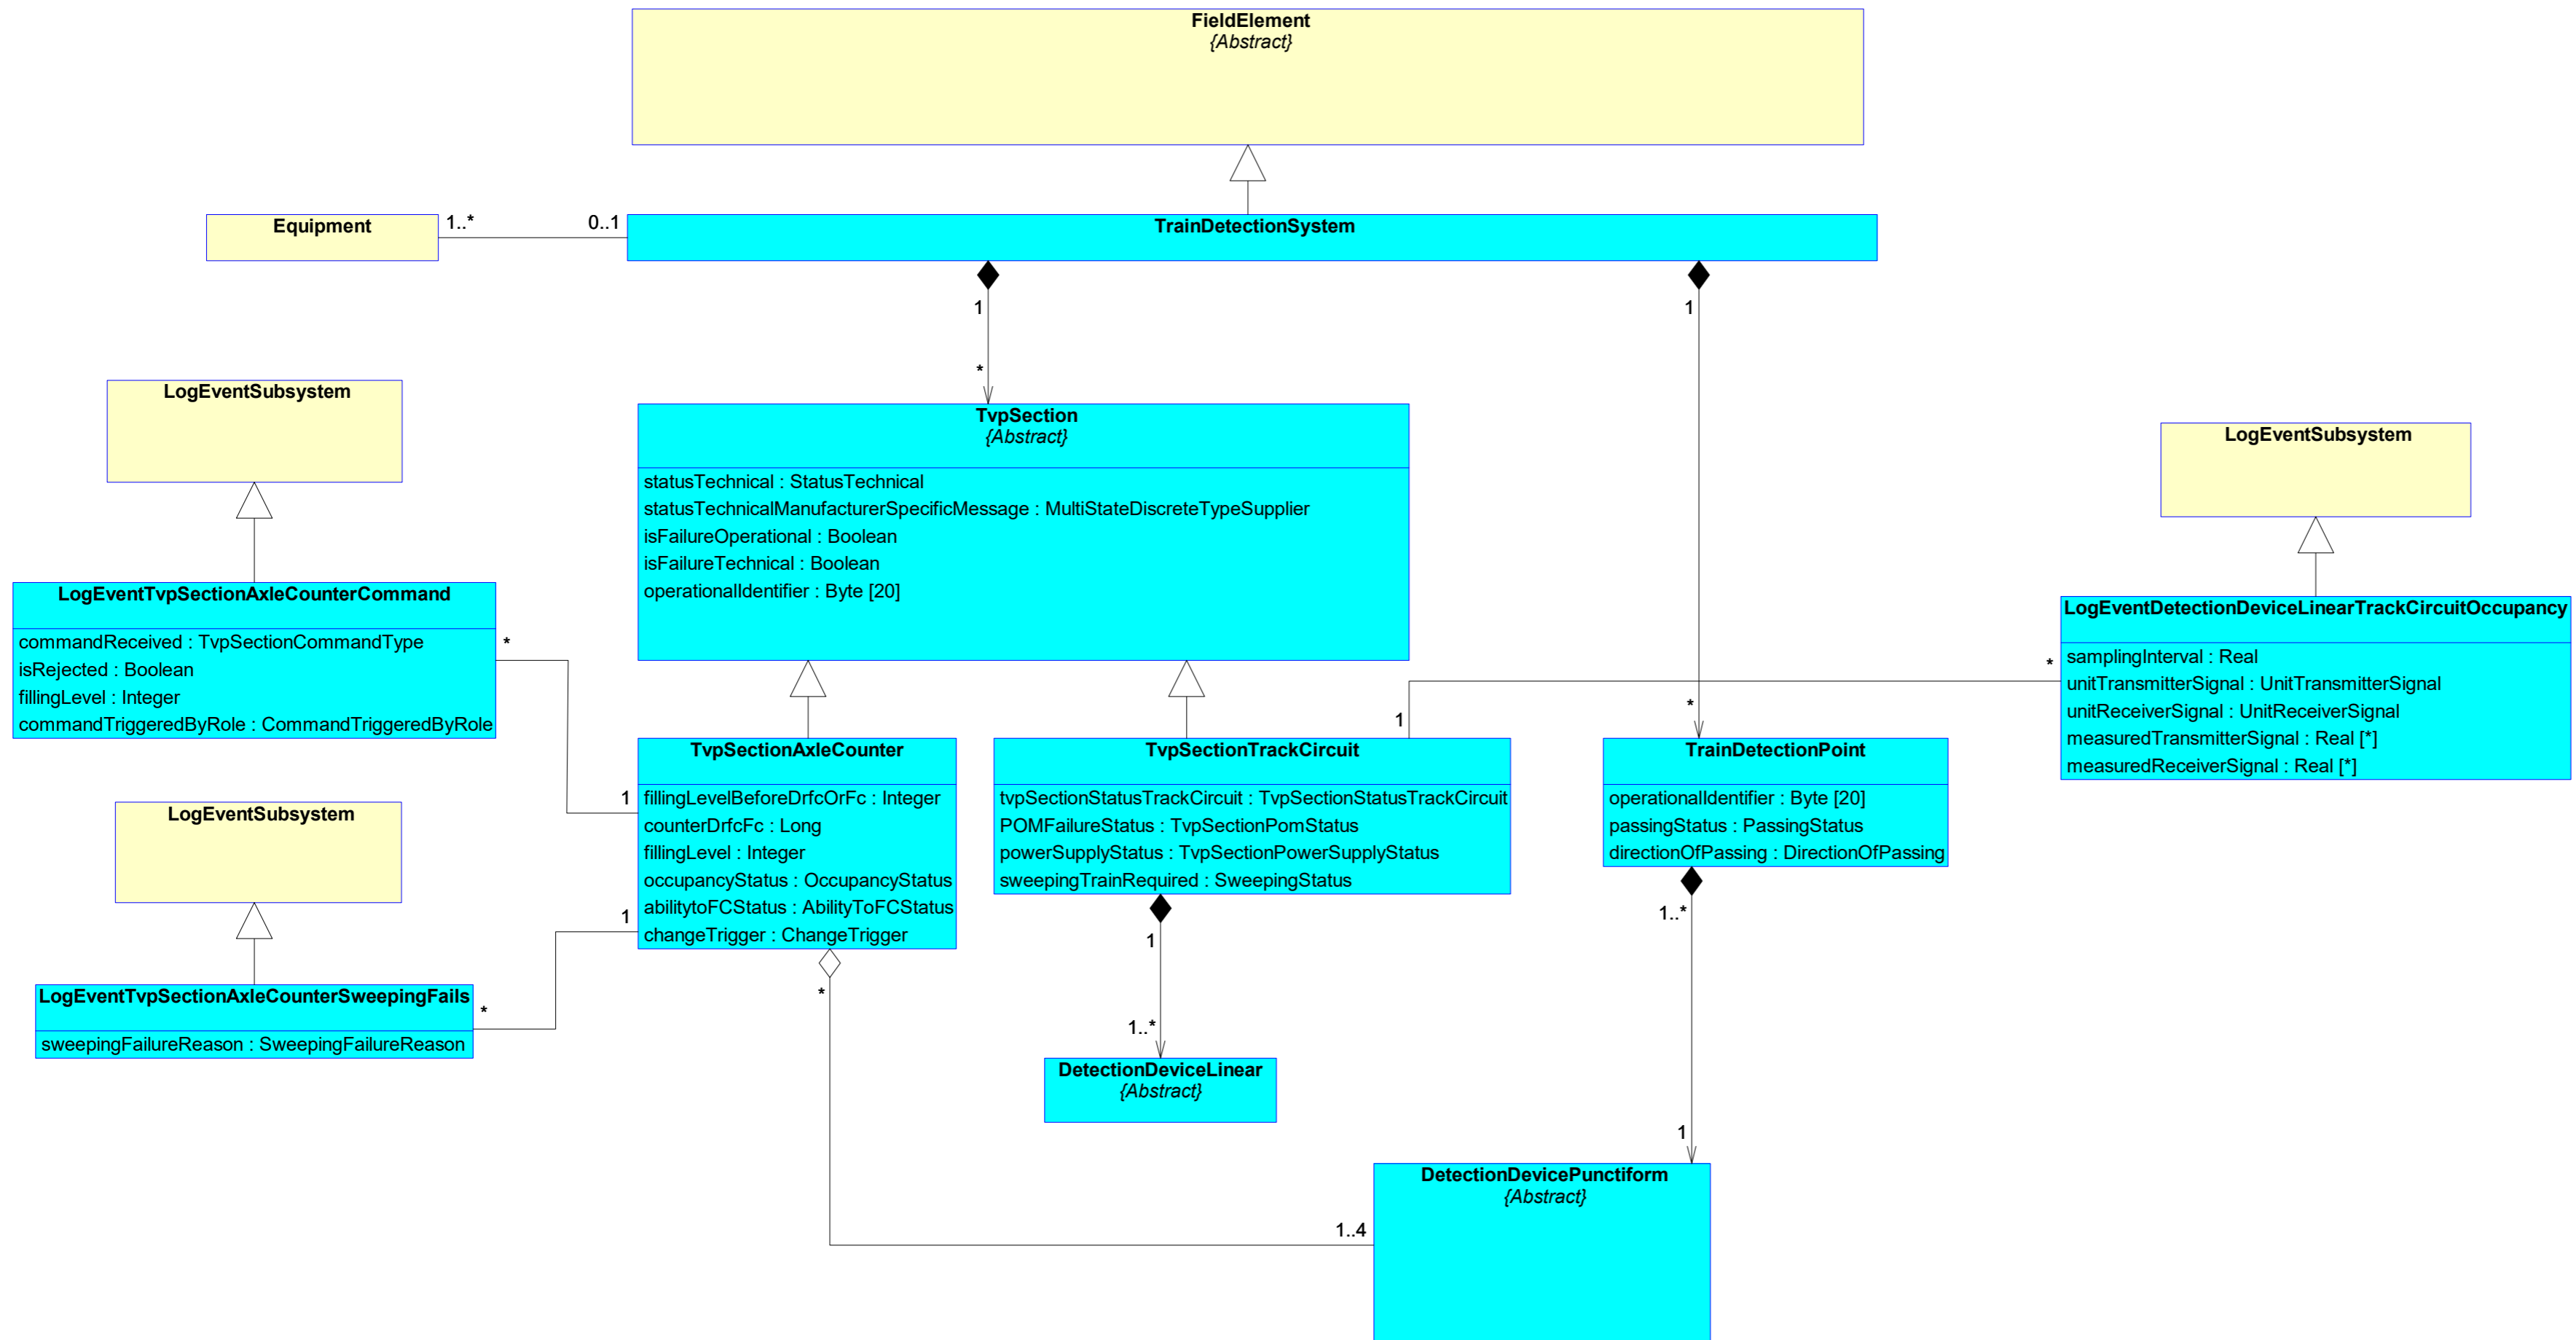 FieldElement
{Abstract}
Equipment
1..*
0..1
TrainDetectionSystem
1
1
*
LogEventSubsystem
TvpSection
{Abstract}
statusTechnical : StatusTechnical
statusTechnicalManufacturerSpecificMessage : MultiStateDiscreteTypeSupplier
isFailureOperational : Boolean
isFailureTechnical : Boolean
operationalIdentifier : Byte [20]
LogEventSubsystem
LogEventTvpSectionAxleCounterCommand
commandReceived : TvpSectionCommandType
isRejected : Boolean
fillingLevel : Integer
commandTriggeredByRole : CommandTriggeredByRole
*
LogEventDetectionDeviceLinearTrackCircuitOccupancy
samplingInterval : Real
unitTransmitterSignal : UnitTransmitterSignal
unitReceiverSignal : UnitReceiverSignal
measuredTransmitterSignal : Real [*]
measuredReceiverSignal : Real [*]
*
1
*
TvpSectionAxleCounter
fillingLevelBeforeDrfcOrFc : Integer
counterDrfcFc : Long
fillingLevel : Integer
occupancyStatus : OccupancyStatus
abilitytoFCStatus : AbilityToFCStatus
changeTrigger : ChangeTrigger
1
1
TvpSectionTrackCircuit
tvpSectionStatusTrackCircuit : TvpSectionStatusTrackCircuit
POMFailureStatus : TvpSectionPomStatus
powerSupplyStatus : TvpSectionPowerSupplyStatus
sweepingTrainRequired : SweepingStatus
TrainDetectionPoint
operationalIdentifier : Byte [20]
passingStatus : PassingStatus
directionOfPassing : DirectionOfPassing
LogEventSubsystem
LogEventTvpSectionAxleCounterSweepingFails
sweepingFailureReason : SweepingFailureReason
*
*
1
1..*
1..*
DetectionDeviceLinear
{Abstract}
1
DetectionDevicePunctiform
{Abstract}
1..4